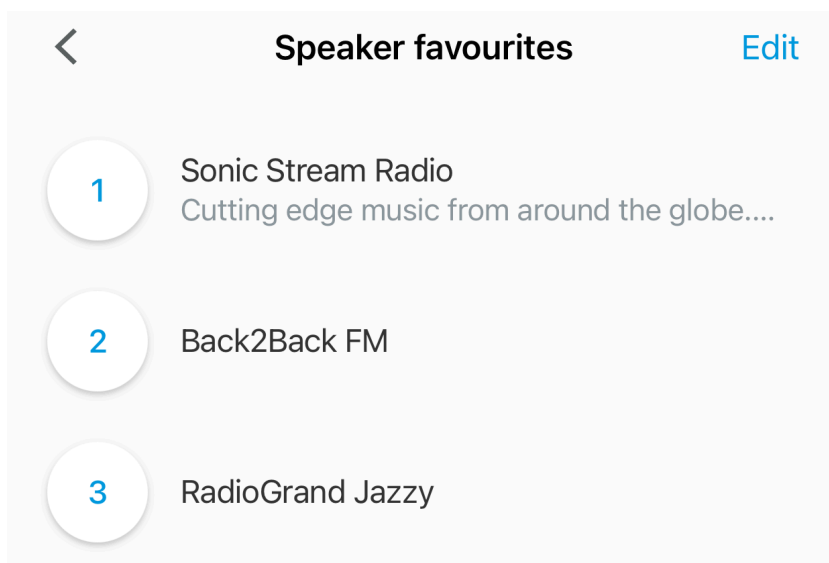 Speaker favourites Edit
1 Sonic Stream Radio
Cutting edge music from around the globe....
2 Back2Back FM
3 RadioGrand Jazzy